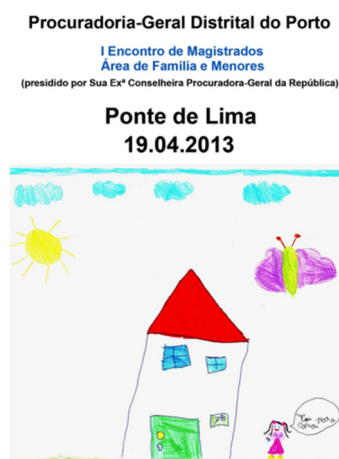 Procuradoria-Geral Distrital do Porto
I Encontro de Magistrados
Área de Família e Menores
(presidido por Sua Exª Conselheira Procuradora-Geral da República)
Ponte de Lima
19.04.2013
para